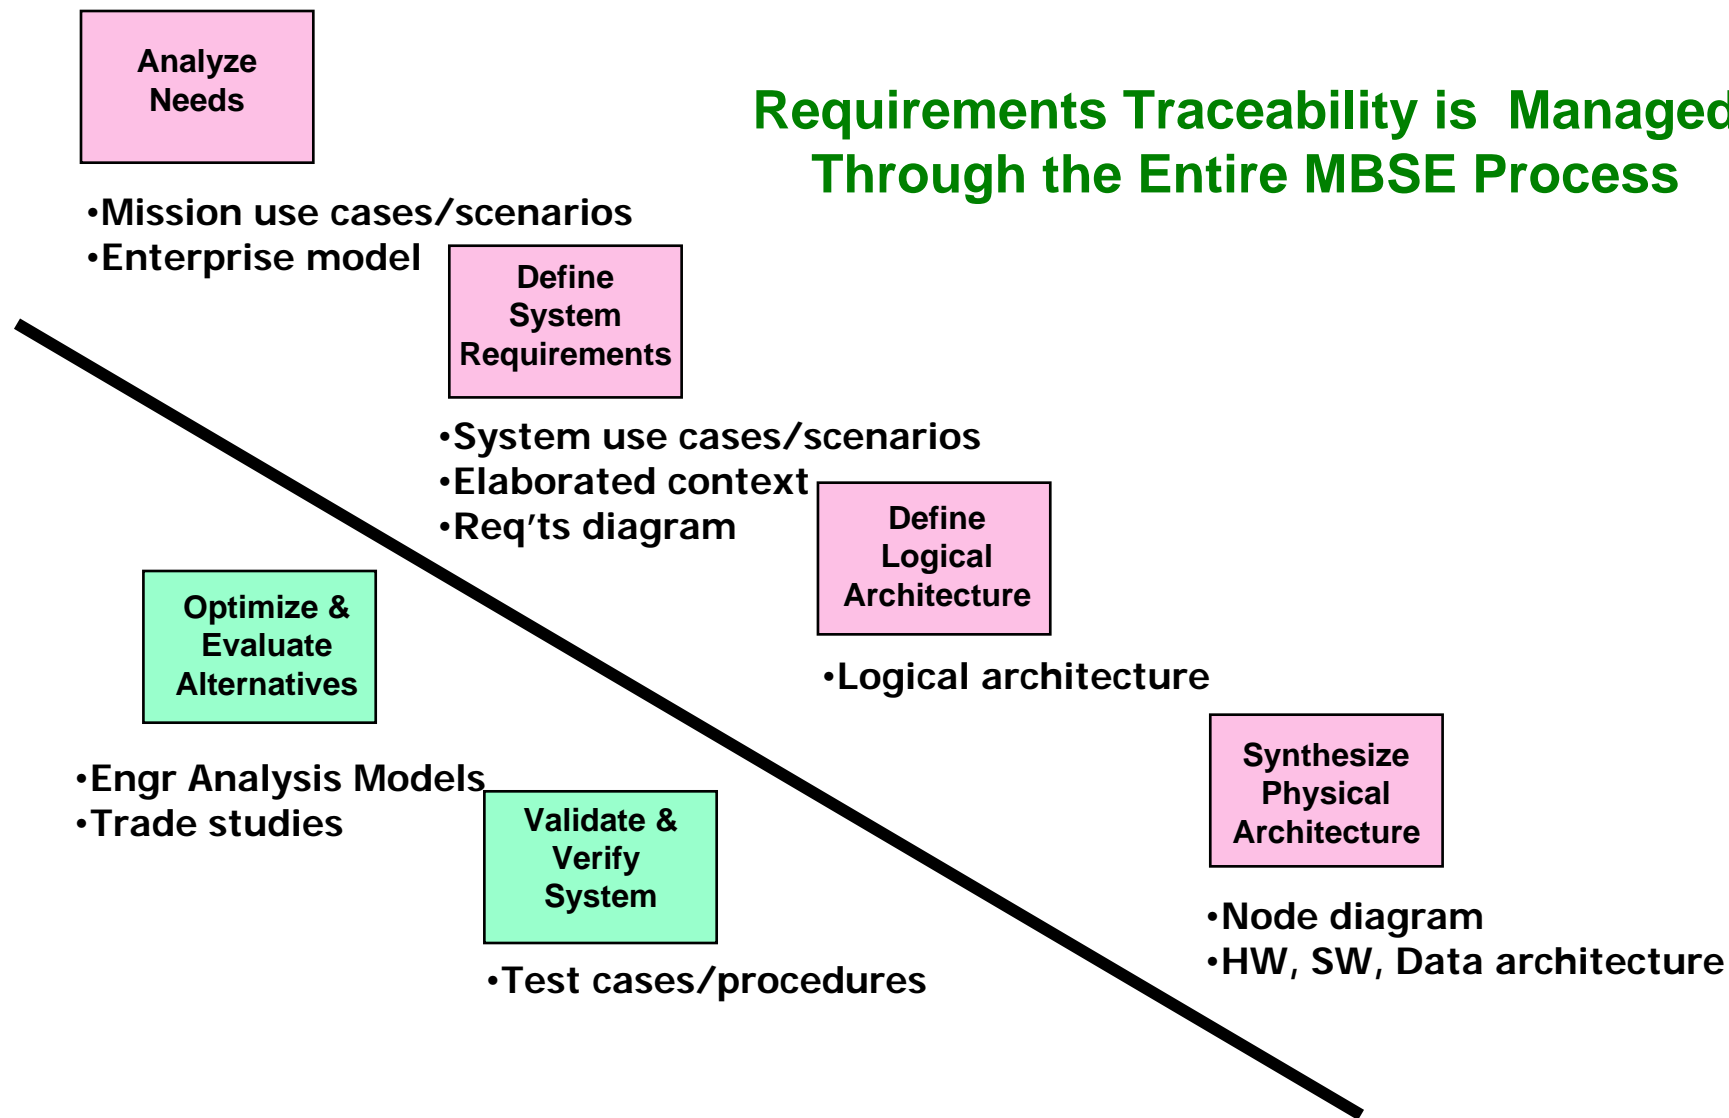 Analyze
Needs
Requirements Traceability is  Managed
Through the Entire MBSE Process
•Mission use cases/scenarios
•Enterprise model
Define
System
Requirements
•System use cases/scenarios
•Elaborated context
•Req’ts diagram
Define
Logical
Architecture
•Logical architecture
Optimize &
Evaluate
Alternatives
•Engr Analysis Models
•Trade studies
Validate &
Verify
System
•Test cases/procedures
Synthesize
Physical
Architecture
•Node diagram
•HW, SW, Data architecture